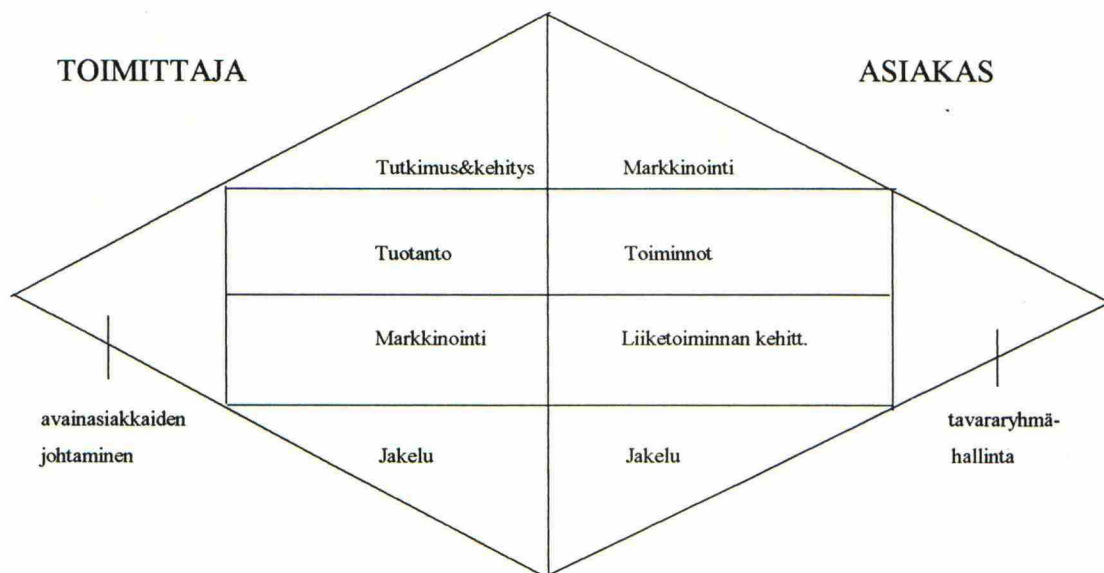 TOIMITTAJA
ASIAKAS
Tutkimus&kehitys
Markkinointi
Tuotanto
Toiminnot
Markkinointi
Liiketoiminnan kehitt.
avainasiakkaiden
johtaminen
Jakelu
Jakelu
tavararyhmä-
hallinta